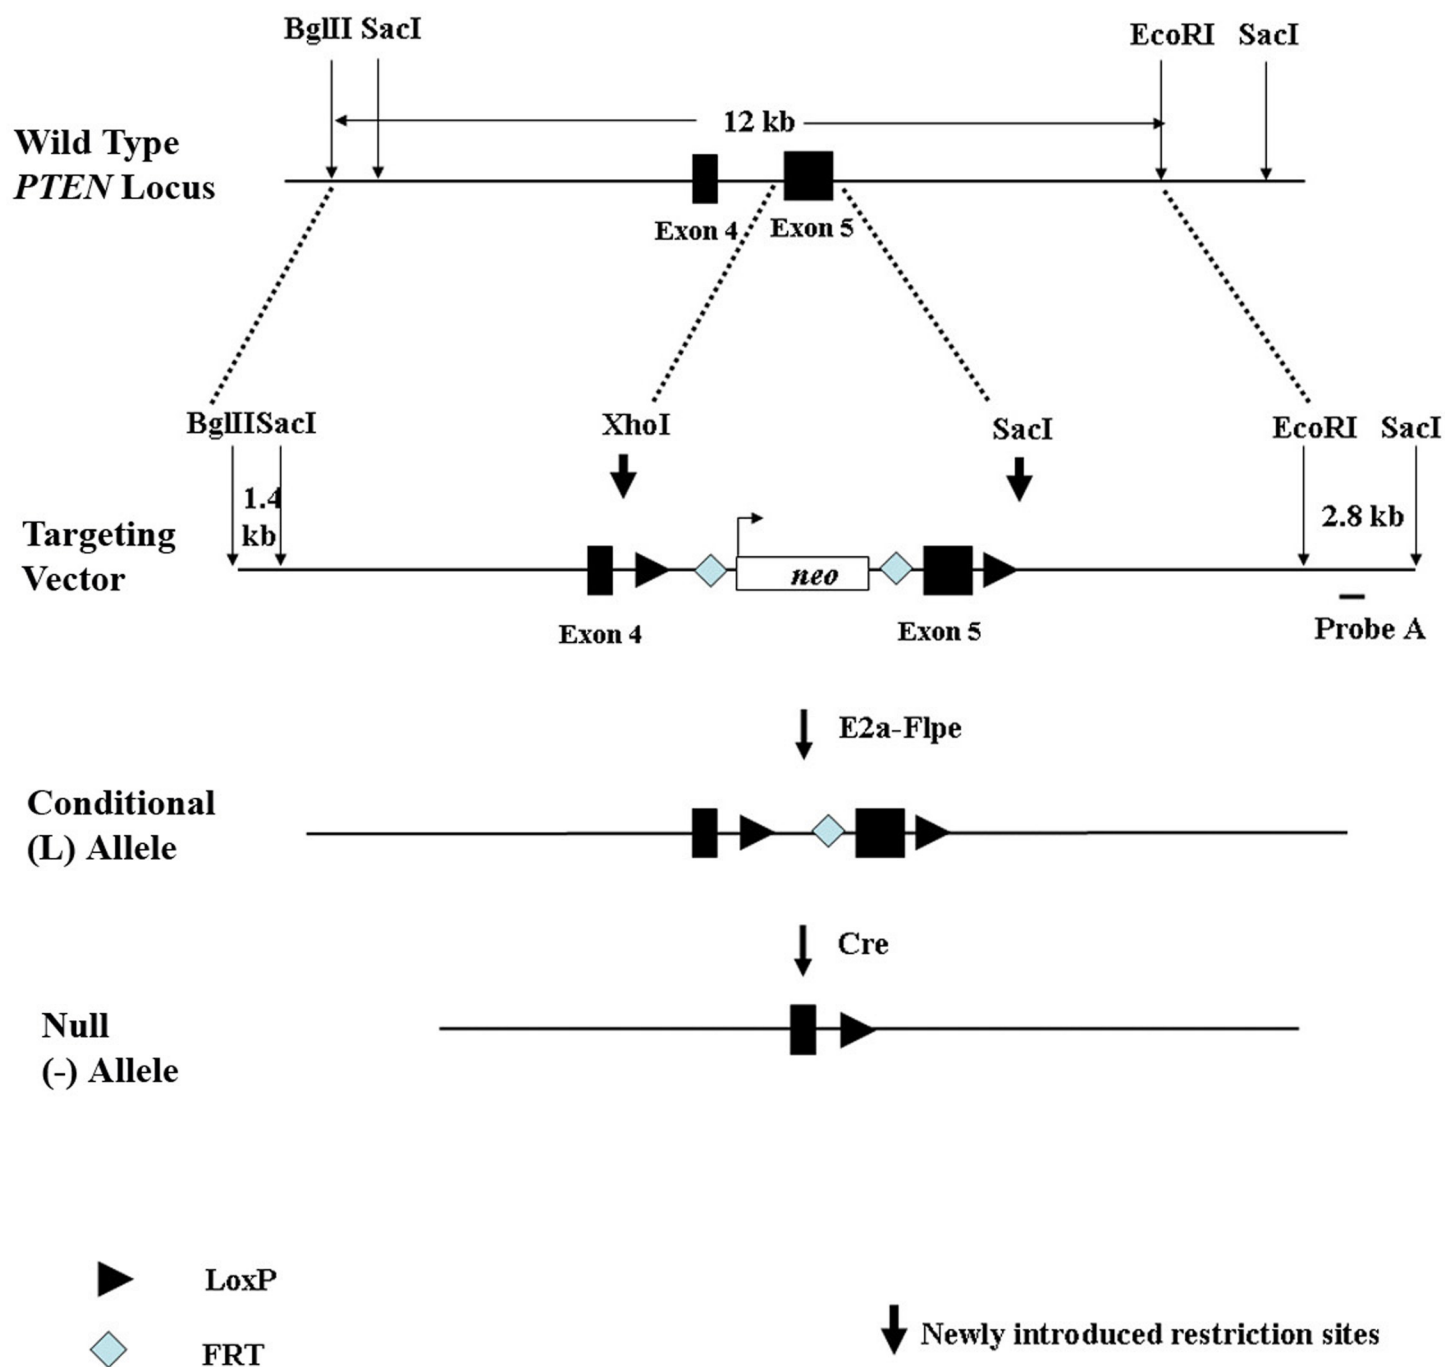 BglII SacI
EcoRI SacI
12 kb
Wild Type
PTEN Locus
Exon 4
Exon 5
BglIISacI
XhoI
SacI
EcoRI SacI
1.4
kb
2.8 kb
Targeting
Vector
neo
Exon 4
Exon 5
Probe A
E2a-Flpe
Conditional
(L) Allele
Cre
Null
(-) Allele
LoxP
FRT
Newly introduced restriction sites